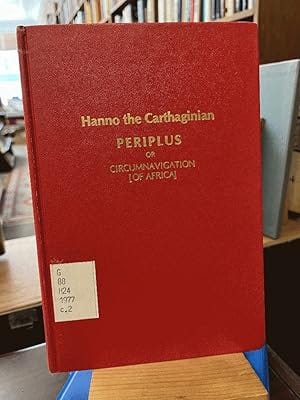 Hanno the Carthaginian
PERIPLUS
OR
CIRCUMNAVIGATION
[OF AFRICA]
G
88
H24
1977
c.2